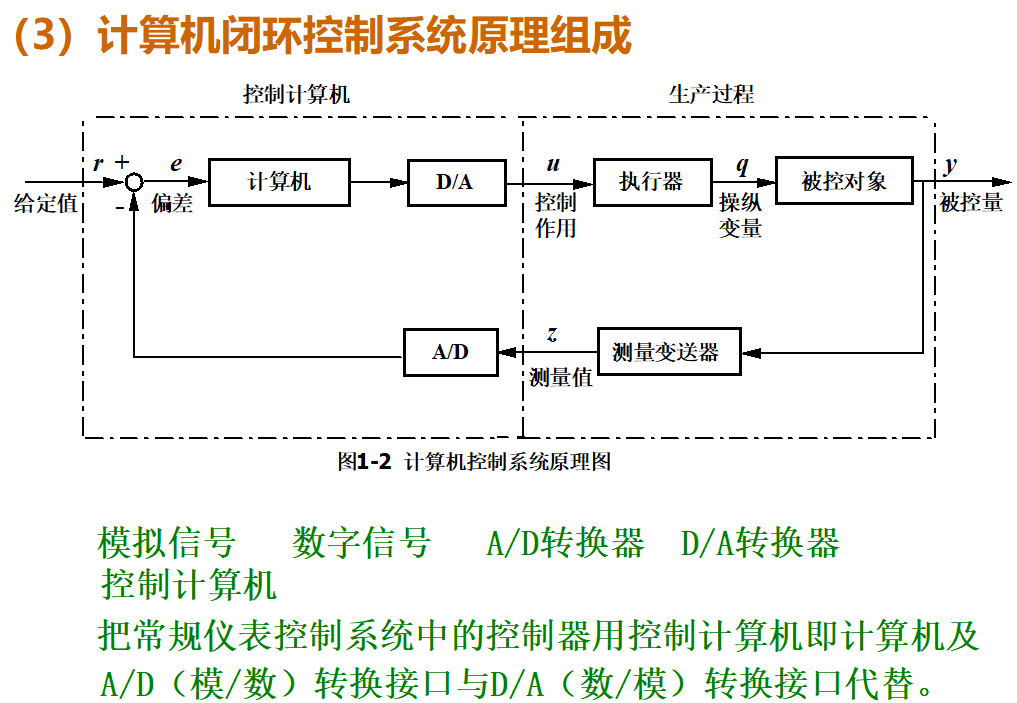 （3）计算机闭环控制系统原理组成
控制计算机
生产过程
r + e
u
q
y
计算机
D/A
执行器
被控对象
给定值
-
偏差
控制
作用
操纵
变量
被控量
z
A/D
测量变送器
测量值
图1-2 计算机控制系统原理图
模拟信号 数字信号 A/D转换器 D/A转换器
控制计算机
把常规仪表控制系统中的控制器用控制计算机即计算机及
A/D（模/数）转换接口与D/A（数/模）转换接口代替。